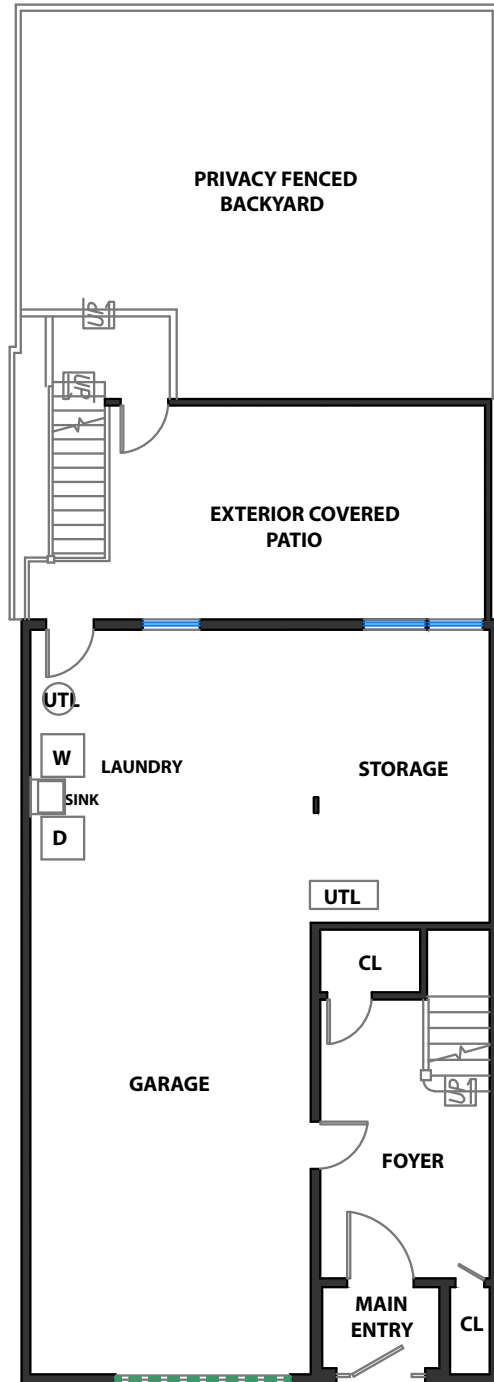 PRIVACY FENCED
BACKYARD
UP
UP
EXTERIOR COVERED
PATIO
UTL
W
LAUNDRY
STORAGE
SINK
D
UTL
CL
GARAGE
UP
FOYER
MAIN
ENTRY
CL